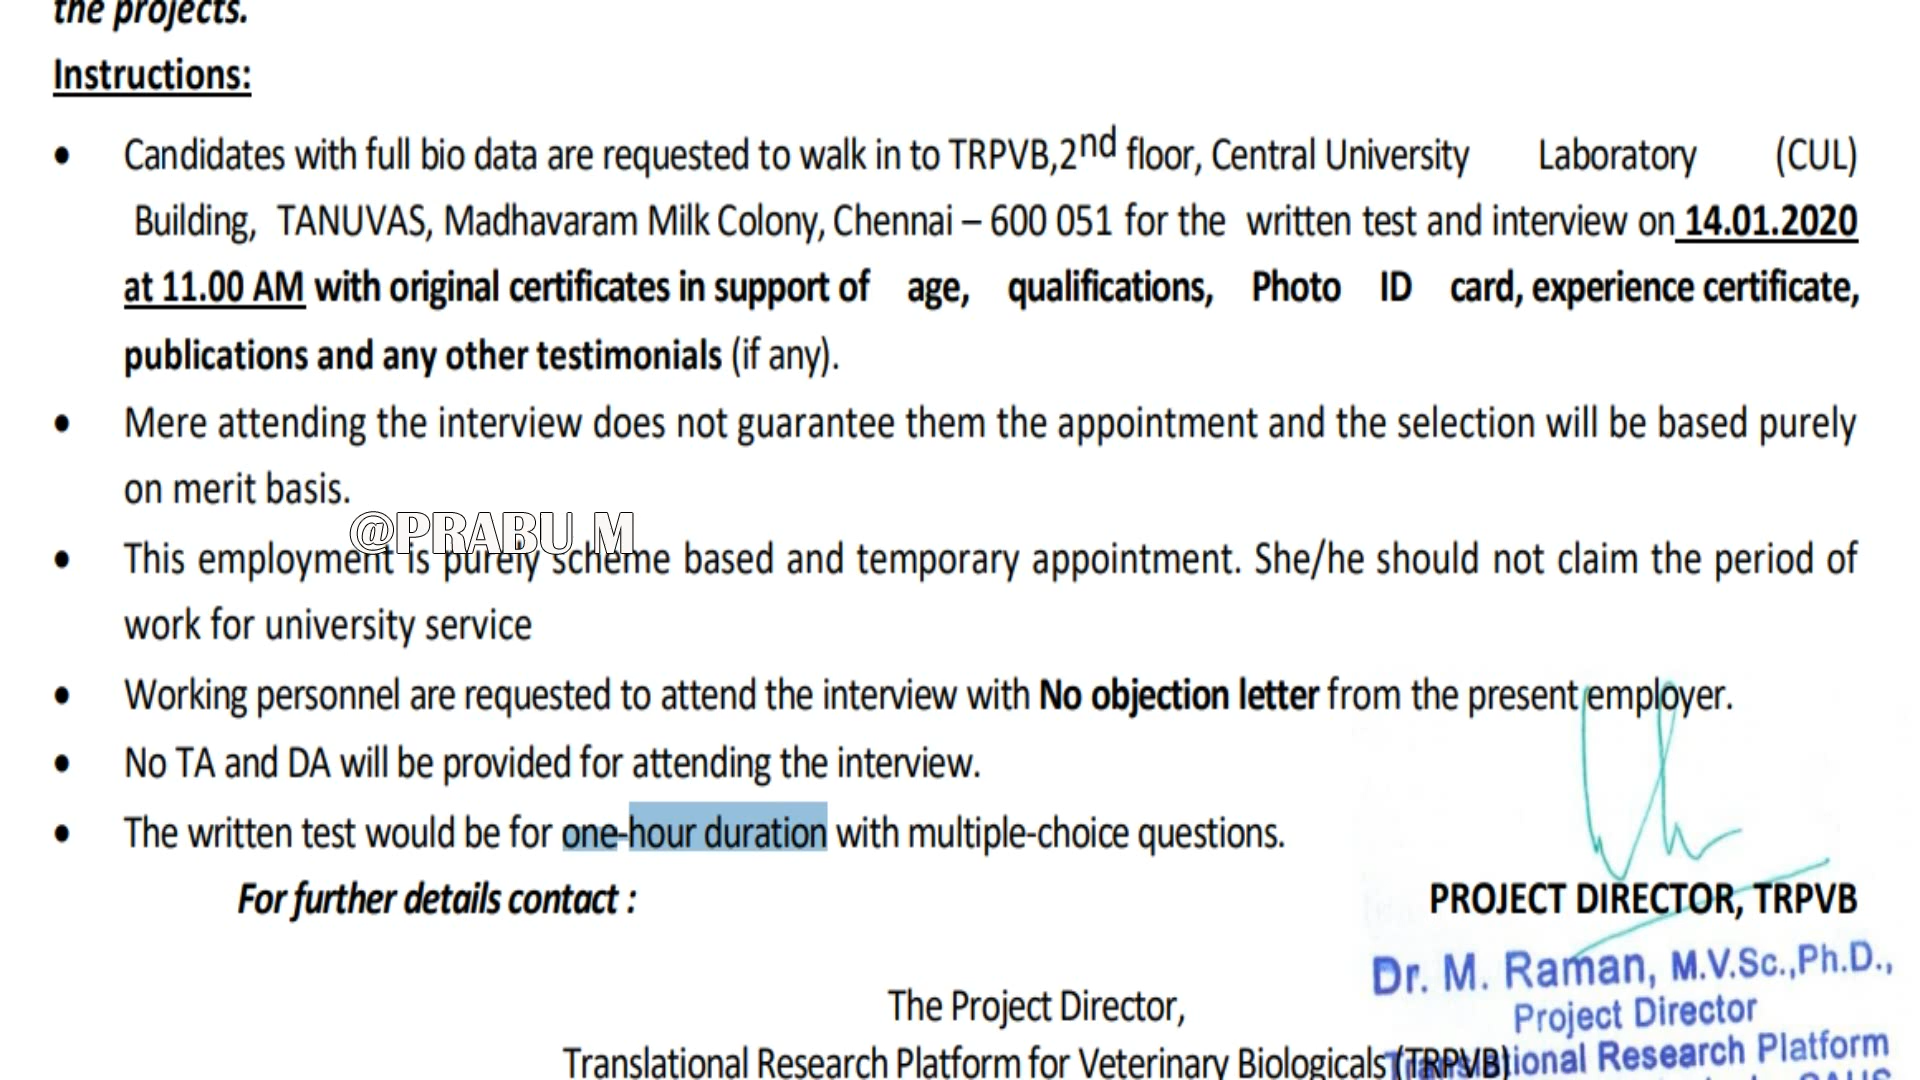 the projects.
Instructions:
• Candidates with full bio data are requested to walk in to TRPVB,2nd floor, Central University Laboratory (CUL)
Building, TANUVAS, Madhavaram Milk Colony, Chennai – 600 051 for the written test and interview on 14.01.2020
at 11.00 AM with original certificates in support of age, qualifications, Photo ID card, experience certificate,
publications and any other testimonials (if any).
• Mere attending the interview does not guarantee them the appointment and the selection will be based purely
on merit basis.
@PRABU M
• This employment is purely scheme based and temporary appointment. She/he should not claim the period of
work for university service
• Working personnel are requested to attend the interview with No objection letter from the present employer.
• No TA and DA will be provided for attending the interview.
• The written test would be for one-hour duration with multiple-choice questions.
For further details contact :
PROJECT DIRECTOR, TRPVB
Dr. M. Raman, M.V.Sc.,Ph.D.,
Project Director
The Project Director,
Translational Research Platform for Veterinary Biologicals (TRPVB)
Translational Research Platform